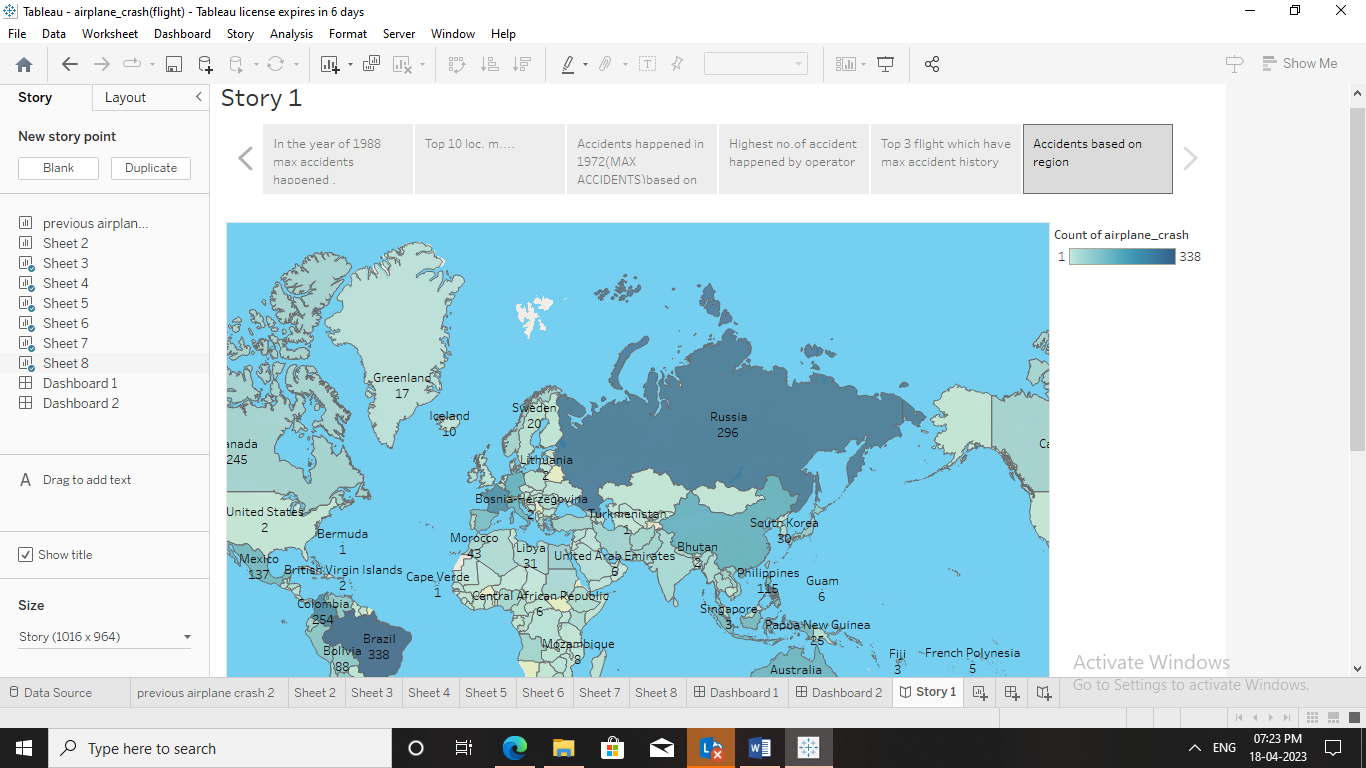 Tableau - airplane_crash(flight) - Tableau license expires in 6 days
File Data Worksheet Dashboard Story Analysis Format Server Window Help
Show Me
Story Layout
New story point
Blank Duplicate
previous airplan...
Sheet 2
Sheet 3
Sheet 4
Sheet 5
Sheet 6
Sheet 7
Sheet 8
Dashboard 1
Dashboard 2
A Drag to add text
Show title
Size
Story (1016 x 964)
Story 1
In the year of 1988
max accidents
happened .
Top 10 loc. m....
Accidents happened in
1972(MAX
ACCIDENTS)based on
Highest no.of accident
happened by operator
Top 3 flight which have
max accident history
Accidents based on
region
Count of airplane_crash
1 338
Greenland
17
Iceland
10
Sweden
20
Russia
296
anada
245
Ca
Lithuania
2
Bosnia-Herzegovina
2
United States
2
Bermuda
1
Turkmenistan
1
South Korea
30
Morocco
43
Libya
31
United Arab Emirates
6
Bhutan
2
Mexico
137
British Virgin Islands
2
Cape Verde
1
Central African Republic
6
Philippines
115
Guam
6
Colombia
254
Singapore
3
Papua New Guinea
25
Brazil
338
Bolivia
88
Mozambique
8
Fiji
3
French Polynesia
5
Australia
Activate Windows
Go to Settings to activate Windows.
Data Source previous airplane crash 2 Sheet 2 Sheet 3 Sheet 4 Sheet 5 Sheet 6 Sheet 7 Sheet 8 Dashboard 1 Dashboard 2 Story 1
Type here to search
ENG
07:23 PM
18-04-2023